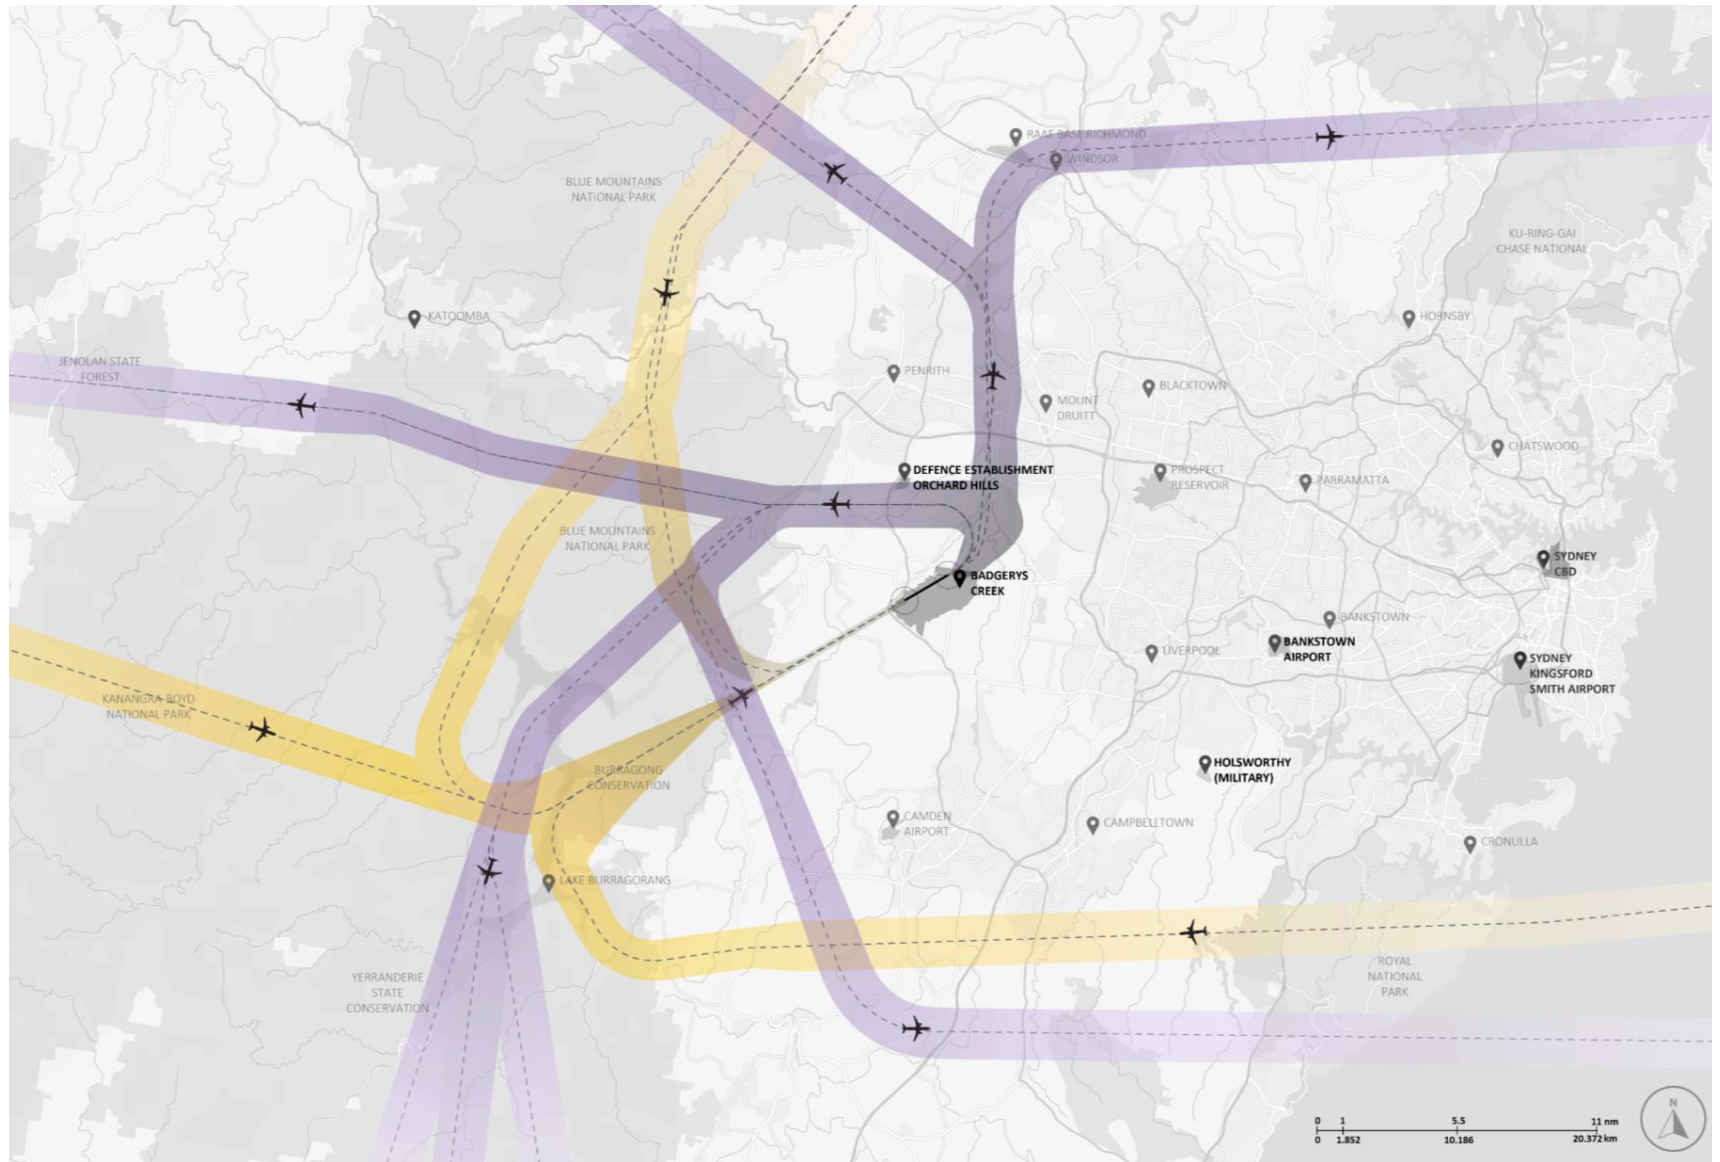 RAAF BASE RICHMOND
WINDSOR
BLUE MOUNTAINS
NATIONAL PARK
KU-RING-GAI
CHASE NATIONAL
KATOOMBA
HORNSBY
JENOLAN STATE
FOREST
PENRITH
BLACKTOWN
MOUNT
DRUITT
CHATSWOOD
DEFENCE ESTABLISHMENT
ORCHARD HILLS
PROSPECT
RESERVOIR
PARRAMATTA
BLUE MOUNTAINS
NATIONAL PARK
SYDNEY
CBD
BADGERYS
CREEK
BANKSTOWN
BANKSTOWN
AIRPORT
LIVERPOOL
SYDNEY
KINGSFORD
SMITH AIRPORT
KANANGRA-BOYD
NATIONAL PARK
HOLSWORTHY
(MILITARY)
BURRAGONG
CONSERVATION
CAMDEN
AIRPORT
CAMPBELLTOWN
CRONULLA
LAKE BURRAGORANG
YERRANDERIE
STATE
CONSERVATION
ROYAL
NATIONAL
PARK
0 1 5.5 11 nm
0 1.852 10.186 20.372 km
N